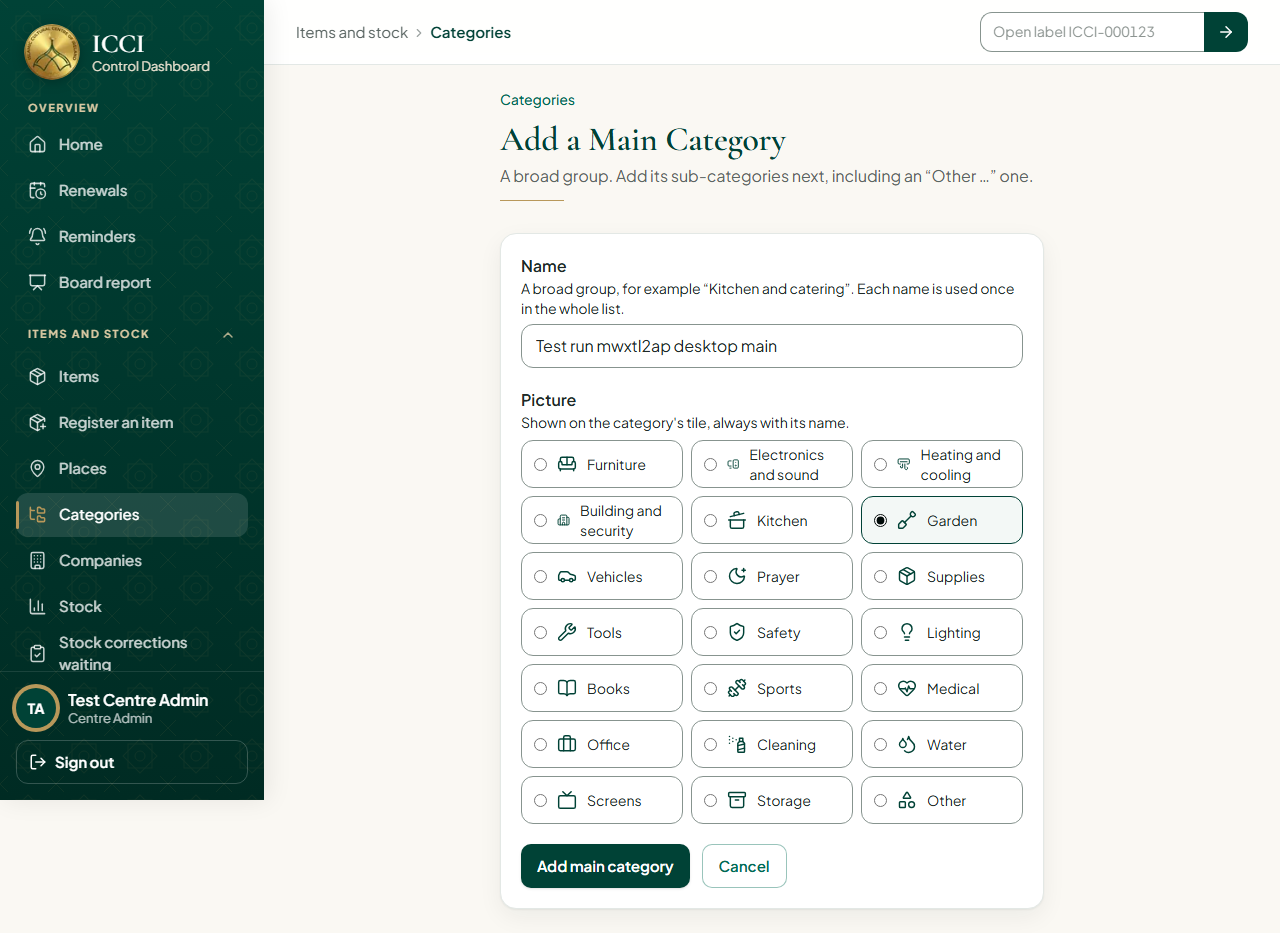 ICCI
Control Dashboard
OVERVIEW
Home
Renewals
Reminders
Board report
ITEMS AND STOCK
Items
Register an item
Places
Categories
Companies
Stock
Stock corrections
waiting
TA
Test Centre Admin
Centre Admin
Sign out
Items and stock
Categories
Open label ICCI-000123
Categories
Add a Main Category
A broad group. Add its sub-categories next, including an “Other …” one.
Name
A broad group, for example “Kitchen and catering”. Each name is used once
in the whole list.
Test run mwxtl2ap desktop main
Picture
Shown on the category's tile, always with its name.
Furniture
Electronics
and sound
Heating and
cooling
Building and
security
Kitchen
Garden
Vehicles
Prayer
Supplies
Tools
Safety
Lighting
Books
Sports
Medical
Office
Cleaning
Water
Screens
Storage
Other
Add main category
Cancel